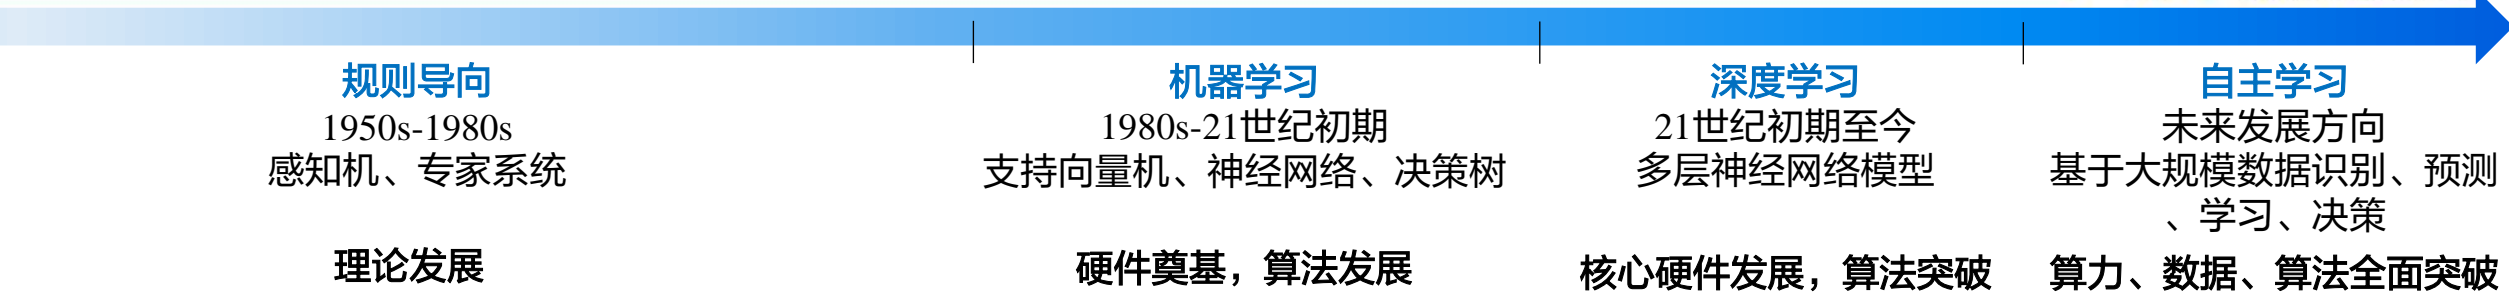 规则导向
1950s-1980s
感知机、专家系统
理论发展
机器学习
1980s-21世纪初期
支持向量机、神经网络、决策树
硬件奠基，算法发展
深度学习
21世纪初期至今
多层神经网络模型
核心硬件发展，算法突破
自主学习
未来发展方向
基于大规模数据识别、预测
、学习、决策
算力、数据、算法全面突破